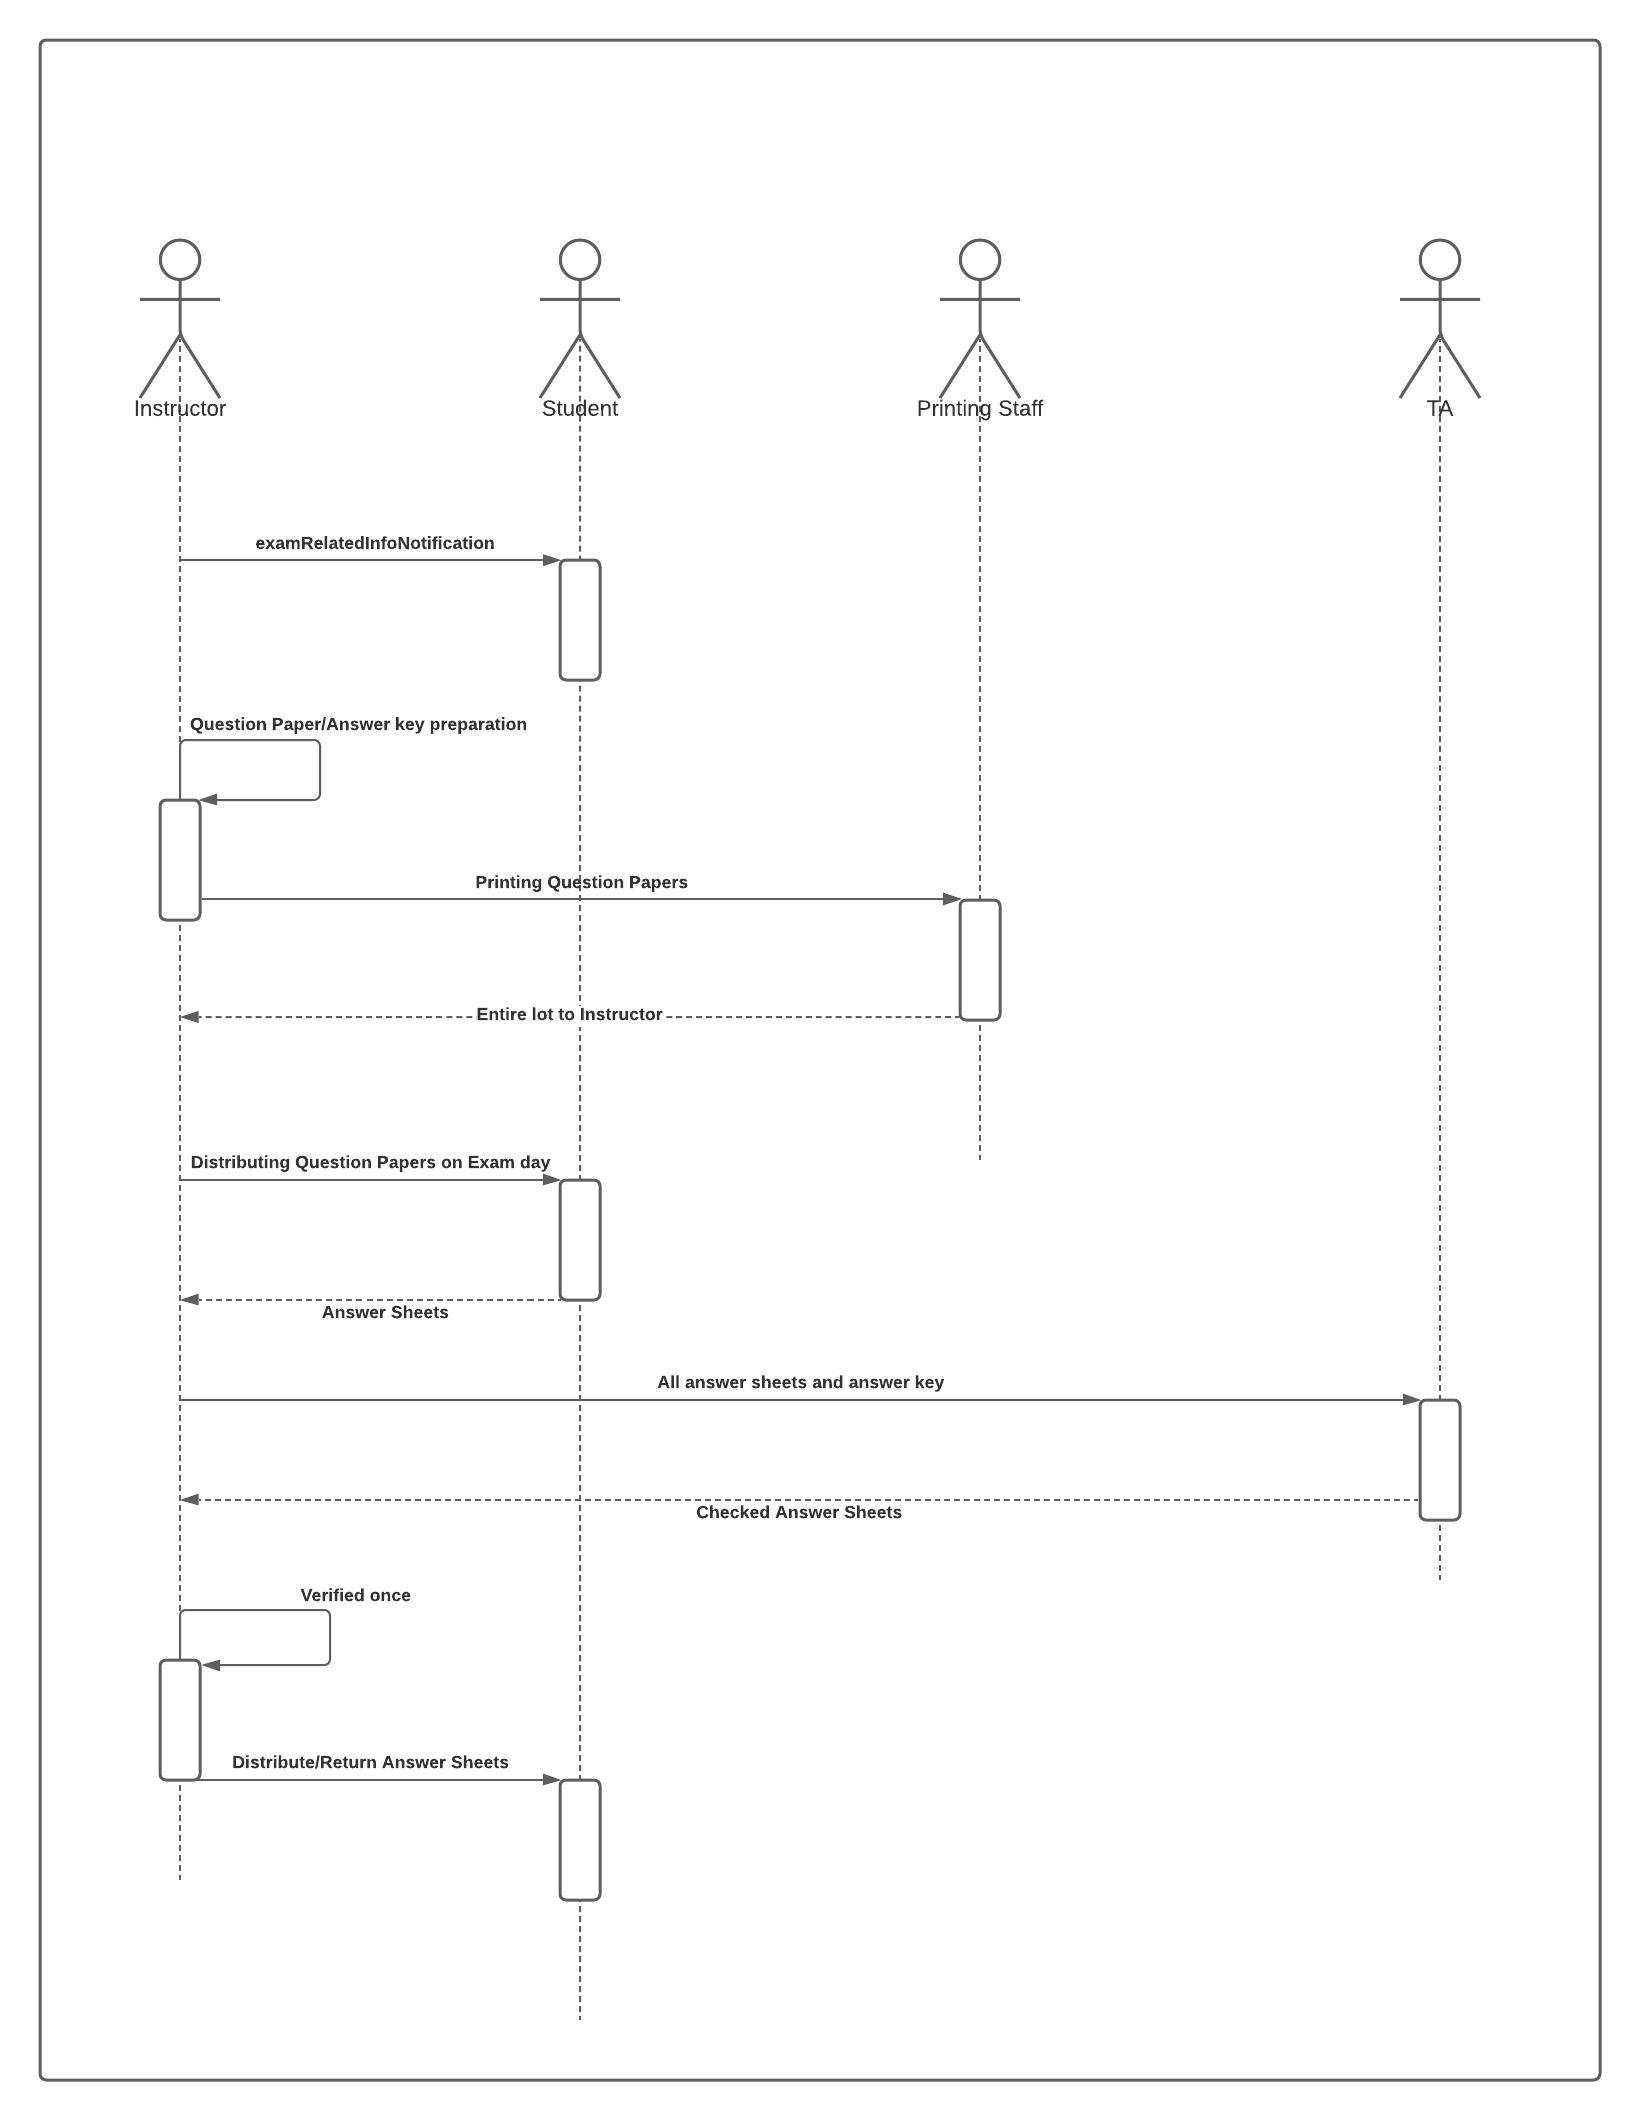 Instructor
Student
Printing Staff
TA
examRelatedInfoNotification
Question Paper/Answer key preparation
Printing Question Papers
Entire lot to Instructor
Distributing Question Papers on Exam day
Answer Sheets
All answer sheets and answer key
Checked Answer Sheets
Verified once
Distribute/Return Answer Sheets